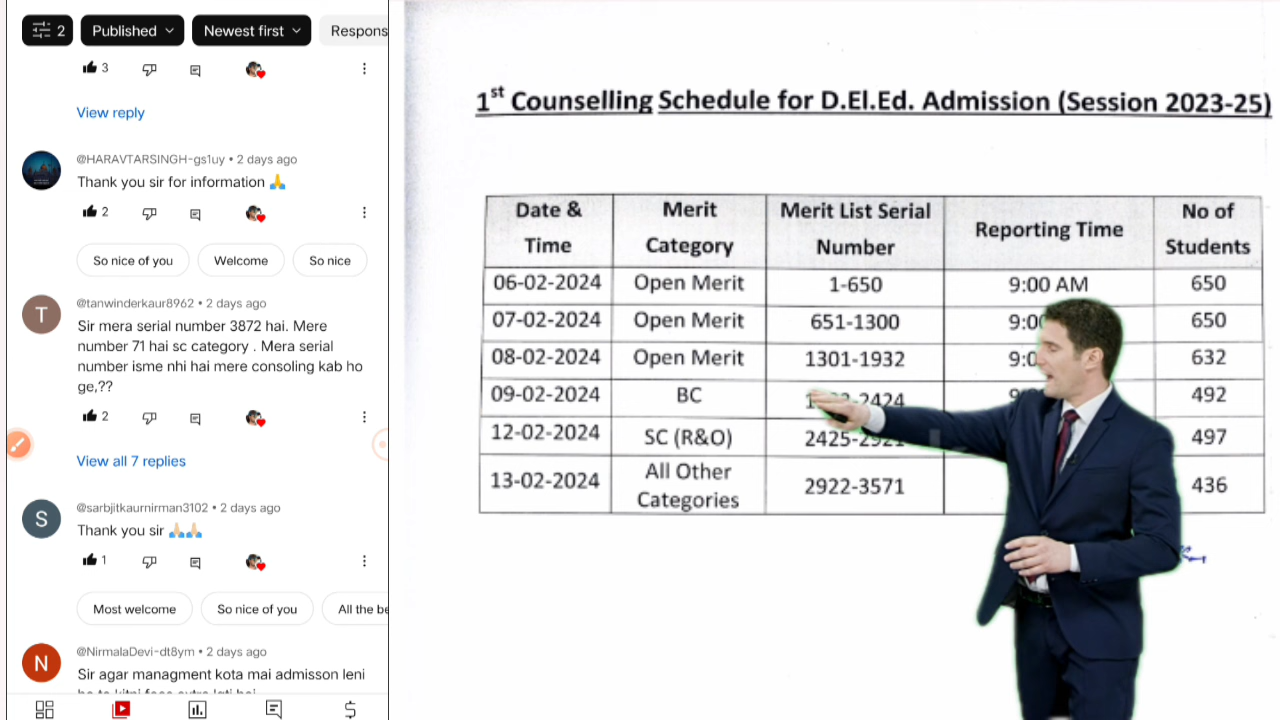 2
Published
Newest first
Respons
3
View reply
@HARAVTARSINGH-gs1uy • 2 days ago
Thank you sir for information 🙏
2
So nice of you
Welcome
So nice
T
@tanwinderkaur8962 • 2 days ago
Sir mera serial number 3872 hai. Mere
number 71 hai sc category . Mera serial
number isme nhi hai mere consoling kab ho
ge,??
2
View all 7 replies
S
@sarbjitkaurnirman3102 • 2 days ago
Thank you sir 🙏🏻🙏🏻
1
Most welcome
So nice of you
All the be
N
@NirmalaDevi-dt8ym • 2 days ago
Sir agar managment kota mai admisson leni
1st Counselling Schedule for D.El.Ed. Admission (Session 2023-25)
Date & Time Merit Category Merit List Serial Number Reporting Time No of Students
06-02-2024 Open Merit 1-650 9:00 AM 650
07-02-2024 Open Merit 651-1300 9:0 650
08-02-2024 Open Merit 1301-1932 9:0 632
09-02-2024 BC 2424 492
12-02-2024 SC (R&O) 2425-2921 497
13-02-2024 All Other Categories 2922-3571 436